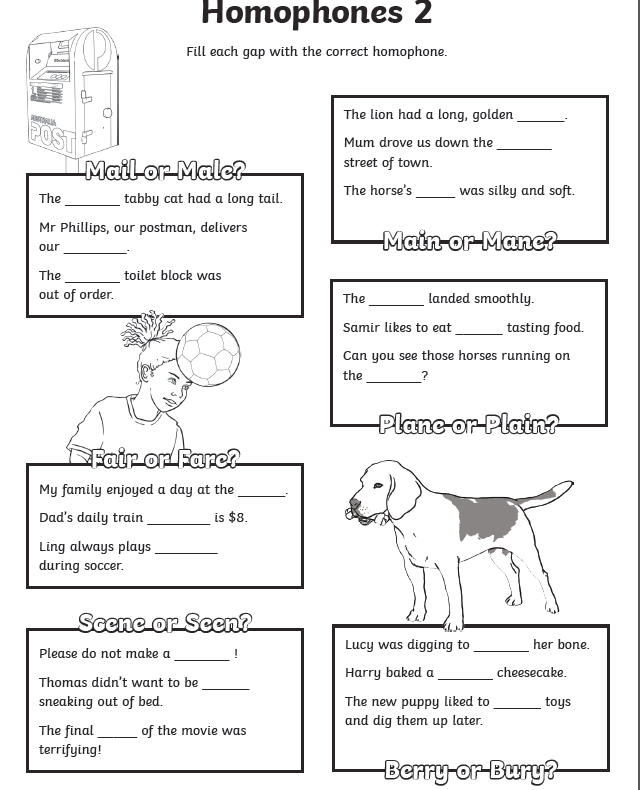 Homophones 2
Fill each gap with the correct homophone.
AUSTRALIA
POST
Mail or Male?
The ________ tabby cat had a long tail.
Mr Phillips, our postman, delivers
our _________.
The ________ toilet block was
out of order.
Fair or Fare?
My family enjoyed a day at the _______.
Dad's daily train _________ is $8.
Ling always plays _________
during soccer.
Scene or Seen?
Please do not make a ________ !
Thomas didn't want to be _______
sneaking out of bed.
The final ______ of the movie was
terrifying!
The lion had a long, golden _______.
Mum drove us down the ________
street of town.
The horse's ______ was silky and soft.
Main or Mane?
The ________ landed smoothly.
Samir likes to eat _______ tasting food.
Can you see those horses running on
the ________?
Plane or Plain?
Lucy was digging to ________ her bone.
Harry baked a ________ cheesecake.
The new puppy liked to _______ toys
and dig them up later.
Berry or Bury?